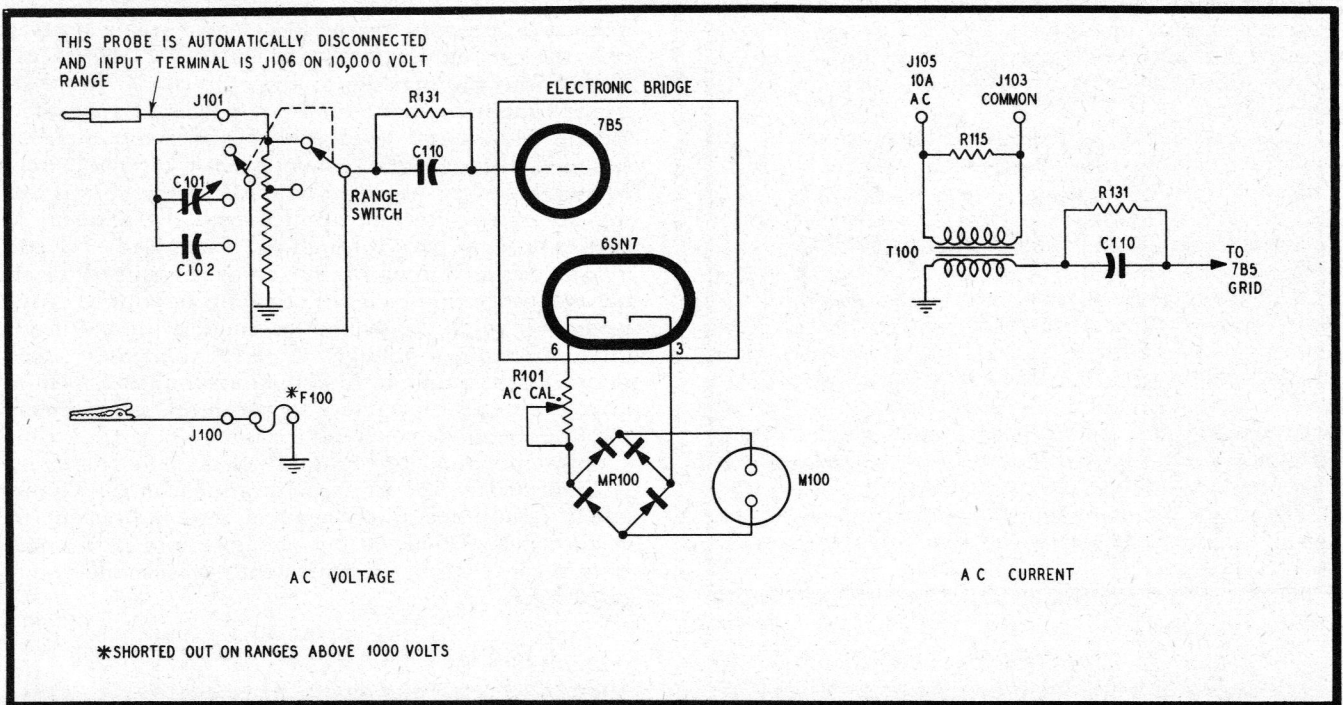 THIS PROBE IS AUTOMATICALLY DISCONNECTED
AND INPUT TERMINAL IS J106 ON 10,000 VOLT
RANGE
J101
C101
C102
RANGE
SWITCH
R131
C110
ELECTRONIC BRIDGE
7B5
6SN7
6
3
R101
AC CAL.
MR100
M100
*F100
J100
AC VOLTAGE
*SHORTED OUT ON RANGES ABOVE 1000 VOLTS
J105
10A
AC
J103
COMMON
R115
R131
T100
C110
TO
7B5
GRID
AC CURRENT